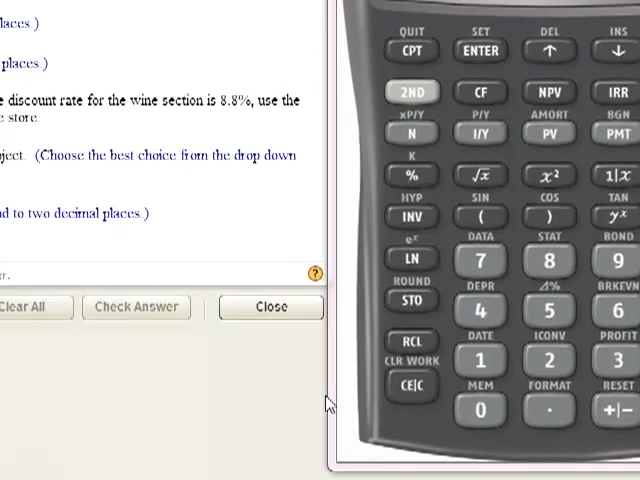 laces.)
places.)
e discount rate for the wine section is 8.8%, use the
e store.
oject. (Choose the best choice from the drop down
nd to two decimal places.)
er.
?
Clear All Check Answer Close
QUIT SET DEL INS
CPT ENTER ↑ ↓
2ND CF NPV IRR
xP/Y P/Y AMORT BGN
N I/Y PV PMT
K
% √x x² 1|x
HYP SIN COS TAN
INV ( ) yˣ
eˣ DATA STAT BOND
LN 7 8 9
ROUND DEPR Δ% BRKEVN
STO 4 5 6
DATE ICONV PROFIT
RCL 1 2 3
CLR WORK MEM FORMAT RESET
CE|C 0 . +|−